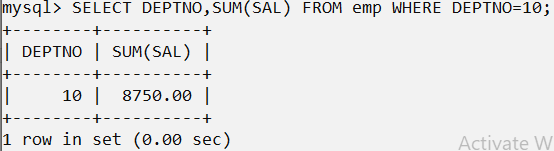 mysql> SELECT DEPTNO,SUM(SAL) FROM emp WHERE DEPTNO=10;
+--------+----------+
| DEPTNO | SUM(SAL) |
+--------+----------+
|     10 |  8750.00 |
+--------+----------+
1 row in set (0.00 sec)
Activate W